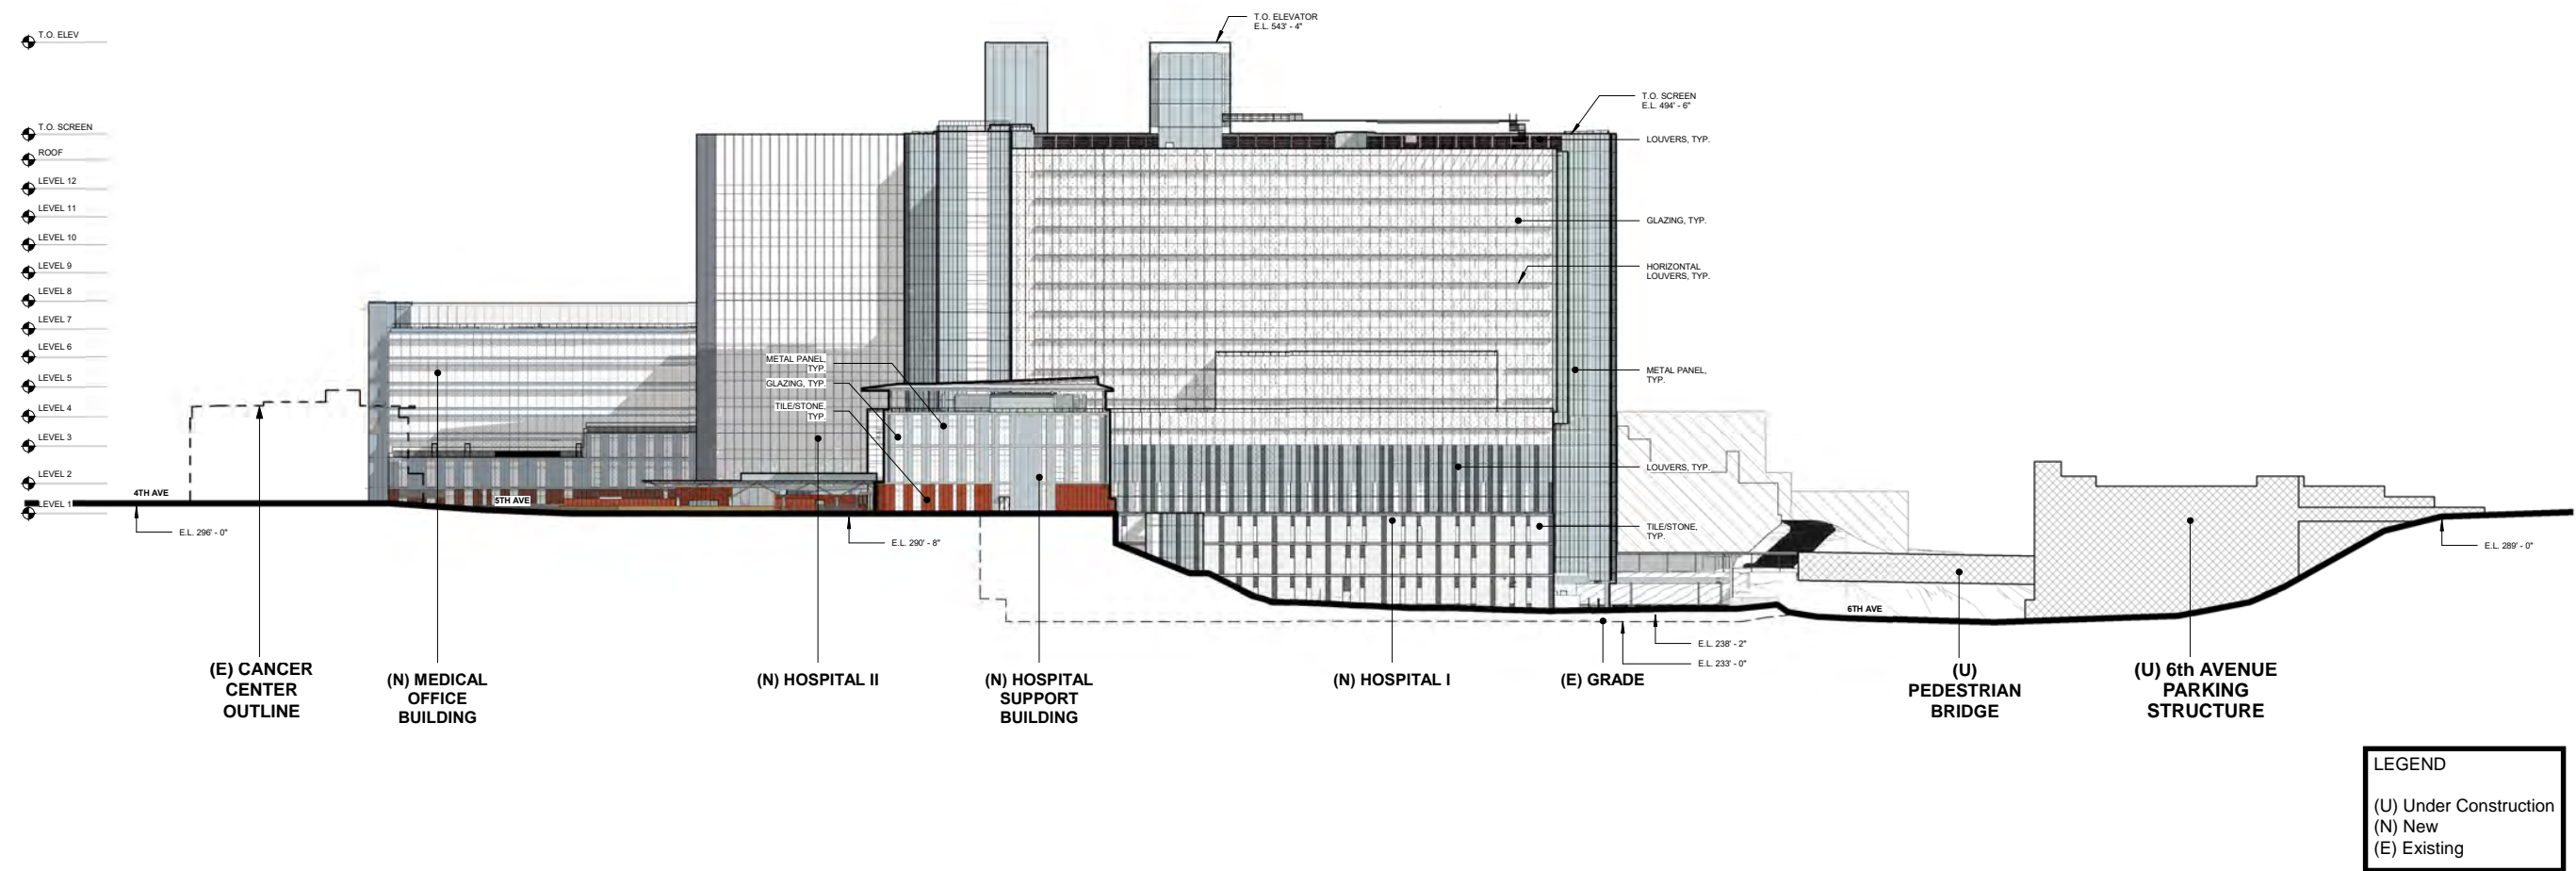 T.O. ELEVATOR
E.L. 543' - 4"
T.O. ELEV
T.O. SCREEN
E.L. 494' - 6"
T.O. SCREEN
LOUVERS, TYP.
ROOF
LEVEL 12
LEVEL 11
GLAZING, TYP.
LEVEL 10
LEVEL 9
HORIZONTAL
LOUVERS, TYP.
LEVEL 8
LEVEL 7
LEVEL 6
METAL PANEL,
TYP.
GLAZING, TYP.
TILE/STONE,
TYP.
METAL PANEL,
TYP.
LEVEL 5
LEVEL 4
LEVEL 3
LOUVERS, TYP.
LEVEL 2
4TH AVE
5TH AVE
LEVEL 1
TILE/STONE,
TYP.
E.L. 296' - 0"
E.L. 290' - 8"
E.L. 289' - 0"
6TH AVE
E.L. 238' - 2"
E.L. 233' - 0"
(E) CANCER
CENTER
OUTLINE
(N) MEDICAL
OFFICE
BUILDING
(N) HOSPITAL II
(N) HOSPITAL
SUPPORT
BUILDING
(N) HOSPITAL I
(E) GRADE
(U)
PEDESTRIAN
BRIDGE
(U) 6th AVENUE
PARKING
STRUCTURE
LEGEND
(U) Under Construction
(N) New
(E) Existing